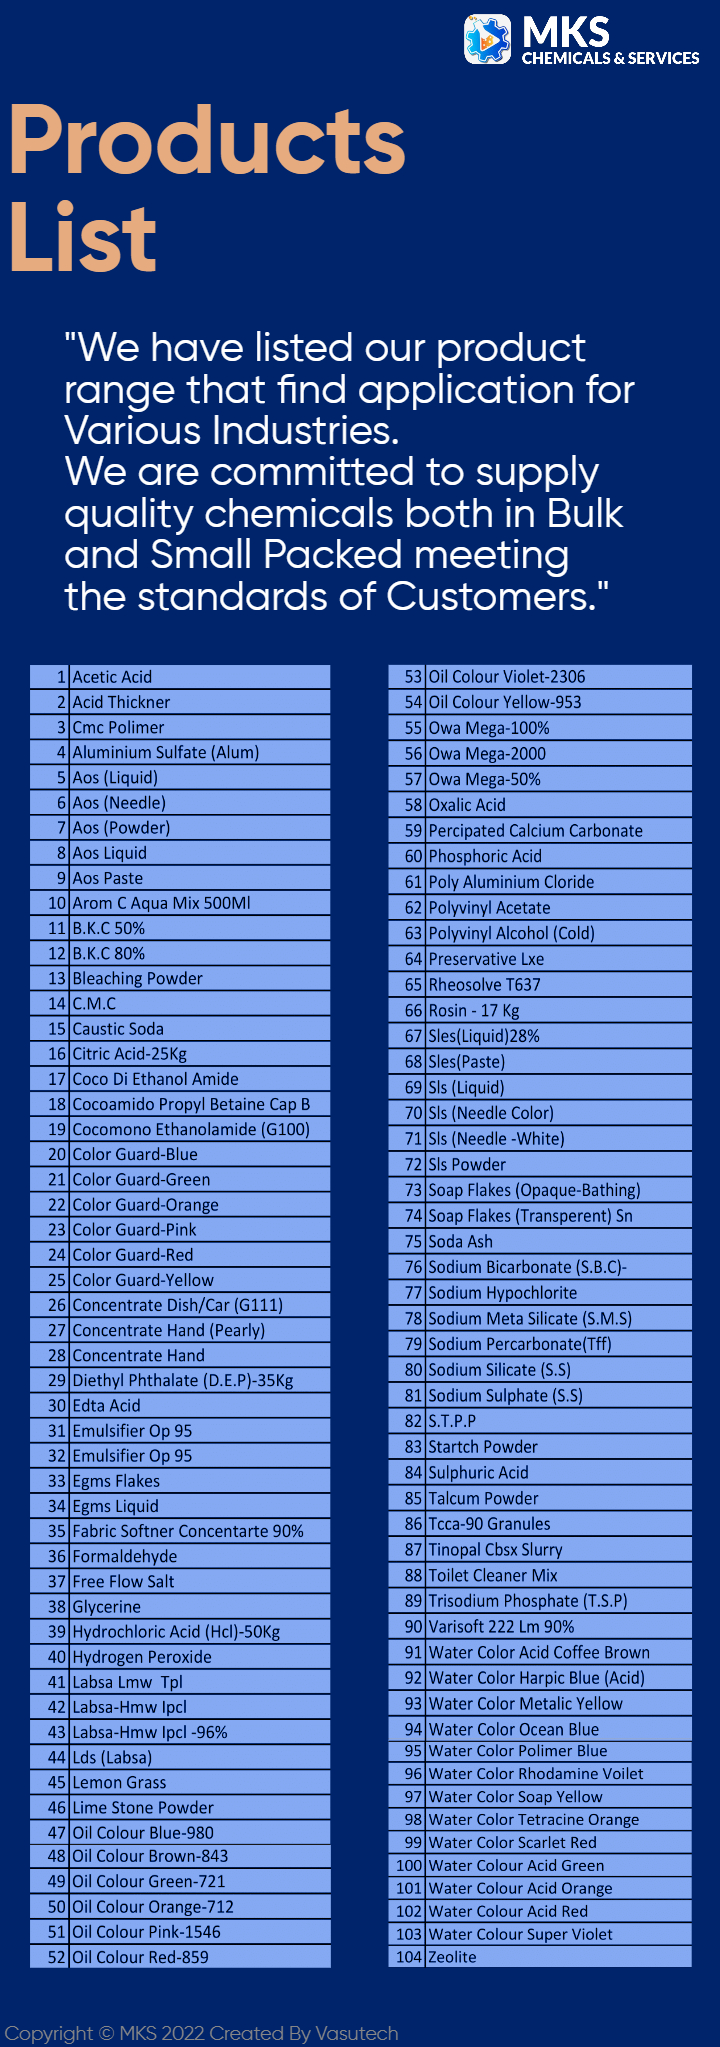 MKS
CHEMICALS & SERVICES
Products
List
"We have listed our product
range that find application for
Various Industries.
We are committed to supply
quality chemicals both in Bulk
and Small Packed meeting
the standards of Customers."
1 Acetic Acid
2 Acid Thickner
3 Cmc Polimer
4 Aluminium Sulfate (Alum)
5 Aos (Liquid)
6 Aos (Needle)
7 Aos (Powder)
8 Aos Liquid
9 Aos Paste
10 Arom C Aqua Mix 500Ml
11 B.K.C 50%
12 B.K.C 80%
13 Bleaching Powder
14 C.M.C
15 Caustic Soda
16 Citric Acid-25Kg
17 Coco Di Ethanol Amide
18 Cocoamido Propyl Betaine Cap B
19 Cocomono Ethanolamide (G100)
20 Color Guard-Blue
21 Color Guard-Green
22 Color Guard-Orange
23 Color Guard-Pink
24 Color Guard-Red
25 Color Guard-Yellow
26 Concentrate Dish/Car (G111)
27 Concentrate Hand (Pearly)
28 Concentrate Hand
29 Diethyl Phthalate (D.E.P)-35Kg
30 Edta Acid
31 Emulsifier Op 95
32 Emulsifier Op 95
33 Egms Flakes
34 Egms Liquid
35 Fabric Softner Concentarte 90%
36 Formaldehyde
37 Free Flow Salt
38 Glycerine
39 Hydrochloric Acid (Hcl)-50Kg
40 Hydrogen Peroxide
41 Labsa Lmw Tpl
42 Labsa-Hmw Ipcl
43 Labsa-Hmw Ipcl -96%
44 Lds (Labsa)
45 Lemon Grass
46 Lime Stone Powder
47 Oil Colour Blue-980
48 Oil Colour Brown-843
49 Oil Colour Green-721
50 Oil Colour Orange-712
51 Oil Colour Pink-1546
52 Oil Colour Red-859
53 Oil Colour Violet-2306
54 Oil Colour Yellow-953
55 Owa Mega-100%
56 Owa Mega-2000
57 Owa Mega-50%
58 Oxalic Acid
59 Percipated Calcium Carbonate
60 Phosphoric Acid
61 Poly Aluminium Cloride
62 Polyvinyl Acetate
63 Polyvinyl Alcohol (Cold)
64 Preservative Lxe
65 Rheosolve T637
66 Rosin - 17 Kg
67 Sles(Liquid)28%
68 Sles(Paste)
69 Sls (Liquid)
70 Sls (Needle Color)
71 Sls (Needle -White)
72 Sls Powder
73 Soap Flakes (Opaque-Bathing)
74 Soap Flakes (Transperent) Sn
75 Soda Ash
76 Sodium Bicarbonate (S.B.C)-
77 Sodium Hypochlorite
78 Sodium Meta Silicate (S.M.S)
79 Sodium Percarbonate(Tff)
80 Sodium Silicate (S.S)
81 Sodium Sulphate (S.S)
82 S.T.P.P
83 Startch Powder
84 Sulphuric Acid
85 Talcum Powder
86 Tcca-90 Granules
87 Tinopal Cbsx Slurry
88 Toilet Cleaner Mix
89 Trisodium Phosphate (T.S.P)
90 Varisoft 222 Lm 90%
91 Water Color Acid Coffee Brown
92 Water Color Harpic Blue (Acid)
93 Water Color Metalic Yellow
94 Water Color Ocean Blue
95 Water Color Polimer Blue
96 Water Color Rhodamine Voilet
97 Water Color Soap Yellow
98 Water Color Tetracine Orange
99 Water Color Scarlet Red
100 Water Colour Acid Green
101 Water Colour Acid Orange
102 Water Colour Acid Red
103 Water Colour Super Violet
104 Zeolite
Copyright © MKS 2022 Created By Vasutech